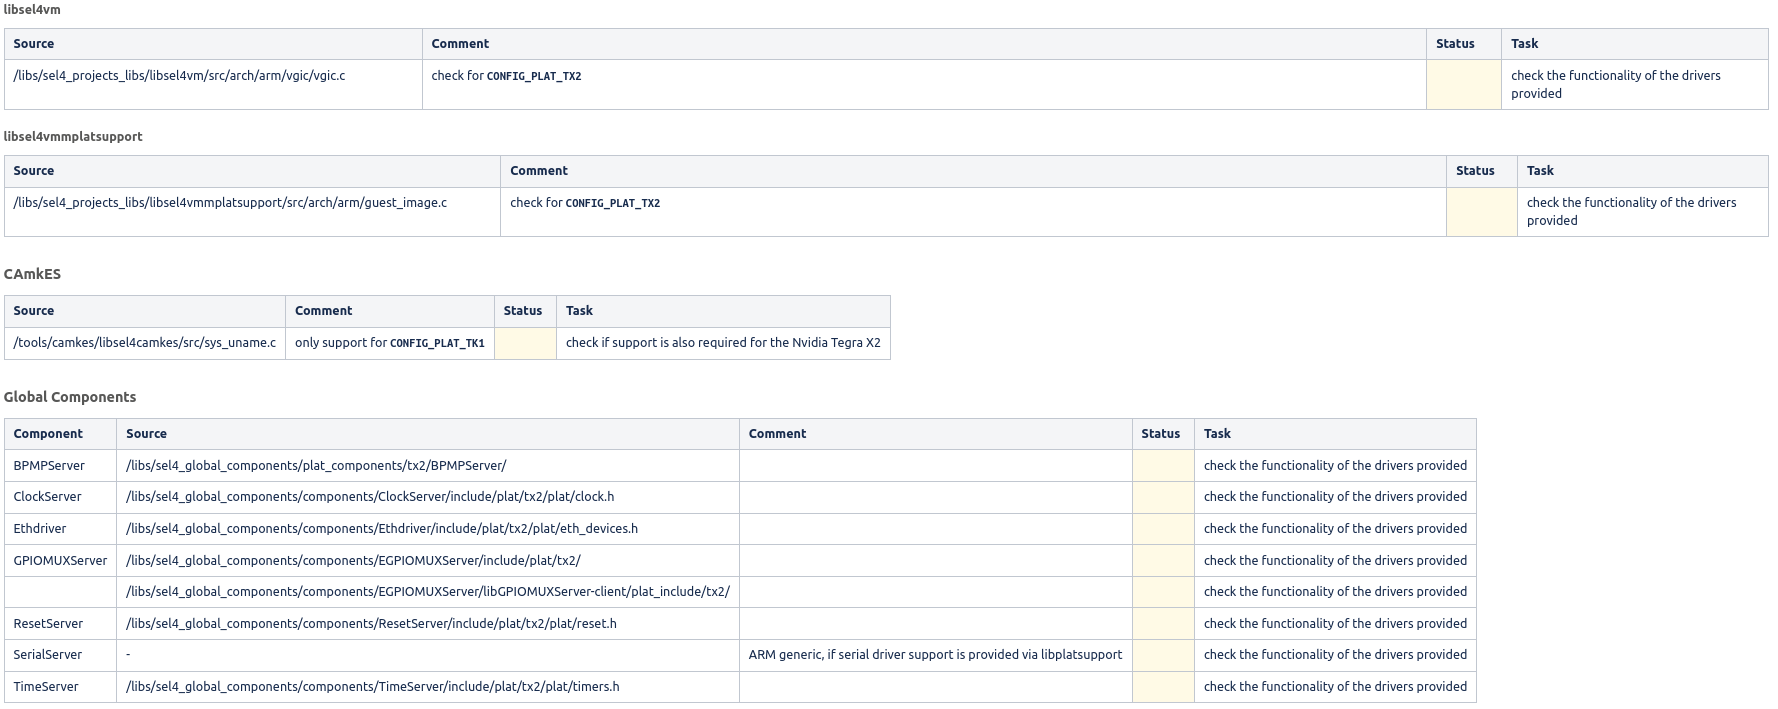 libsel4vm
Source Comment Status Task
/libs/sel4_projects_libs/libsel4vm/src/arch/arm/vgic/vgic.c check for CONFIG_PLAT_TX2 check the functionality of the drivers
provided
libsel4vmmplatsupport
Source Comment Status Task
/libs/sel4_projects_libs/libsel4vmmplatsupport/src/arch/arm/guest_image.c check for CONFIG_PLAT_TX2 check the functionality of the drivers
provided
CAmkES
Source Comment Status Task
/tools/camkes/libsel4camkes/src/sys_uname.c only support for CONFIG_PLAT_TK1 check if support is also required for the Nvidia Tegra X2
Global Components
Component Source Comment Status Task
BPMPServer /libs/sel4_global_components/plat_components/tx2/BPMPServer/ check the functionality of the drivers provided
ClockServer /libs/sel4_global_components/components/ClockServer/include/plat/tx2/plat/clock.h check the functionality of the drivers provided
Ethdriver /libs/sel4_global_components/components/Ethdriver/include/plat/tx2/plat/eth_devices.h check the functionality of the drivers provided
GPIOMUXServer /libs/sel4_global_components/components/EGPIOMUXServer/include/plat/tx2/ check the functionality of the drivers provided
/libs/sel4_global_components/components/EGPIOMUXServer/libGPIOMUXServer-client/plat_include/tx2/ check the functionality of the drivers provided
ResetServer /libs/sel4_global_components/components/ResetServer/include/plat/tx2/plat/reset.h check the functionality of the drivers provided
SerialServer - ARM generic, if serial driver support is provided via libplatsupport check the functionality of the drivers provided
TimeServer /libs/sel4_global_components/components/TimeServer/include/plat/tx2/plat/timers.h check the functionality of the drivers provided